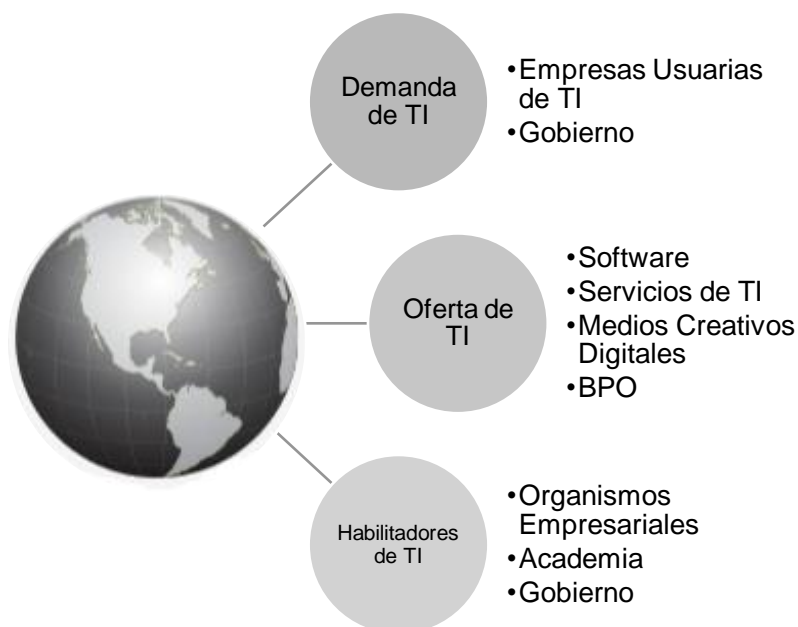 Demanda
de TI
•Empresas Usuarias
de TI
•Gobierno
Oferta de
TI
•Software
•Servicios de TI
•Medios Creativos
Digitales
•BPO
Habilitadores
de TI
•Organismos
Empresariales
•Academia
•Gobierno